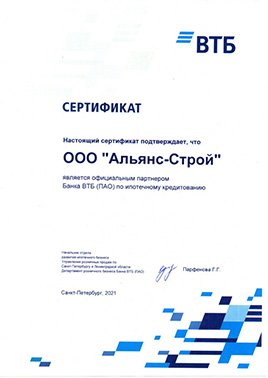 ВТБ
СЕРТИФИКАТ
Настоящий сертификат подтверждает, что
ООО "Альянс-Строй"
является официальным партнером
Банка ВТБ (ПАО) по ипотечному кредитованию
Начальник отдела
развития ипотечного бизнеса
Управления розничных продаж по
Санкт-Петербургу и Ленинградской области
Департамент розничного бизнеса Банка ВТБ (ПАО)
Парфенова Г.Г.
Санкт-Петербург, 2021